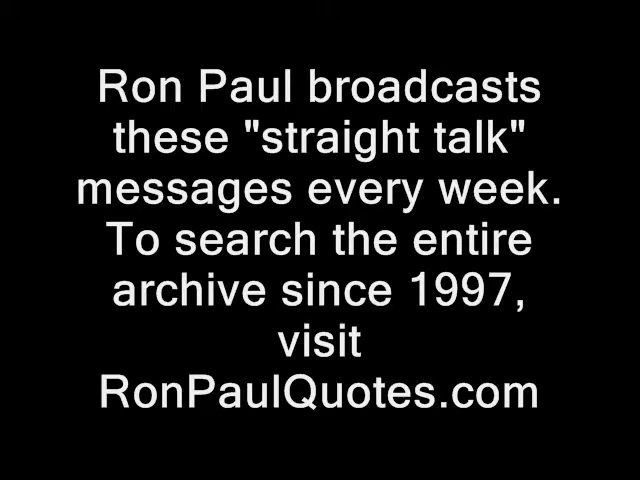 Ron Paul broadcasts
these "straight talk"
messages every week.
To search the entire
archive since 1997,
visit
RonPaulQuotes.com